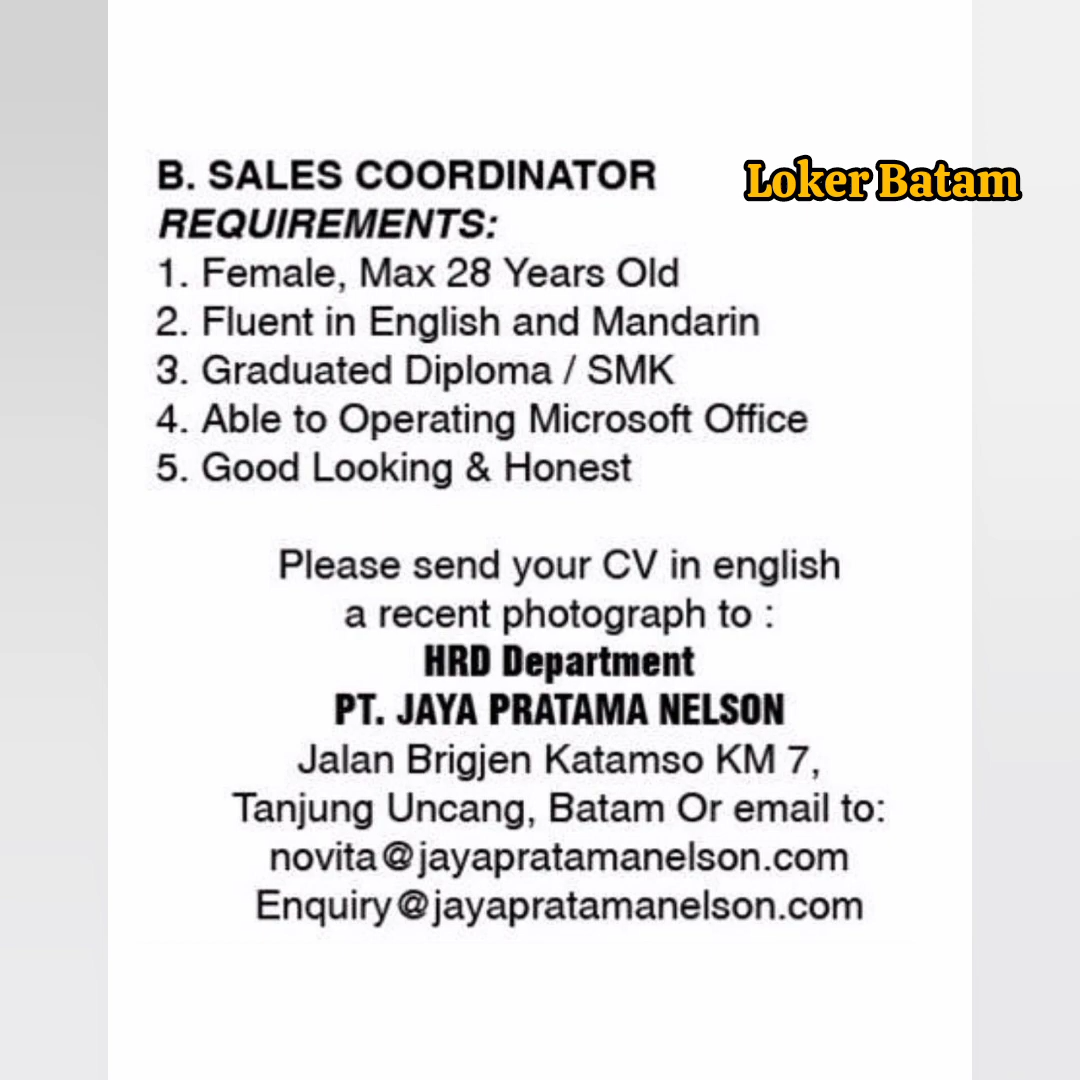 B. SALES COORDINATOR
Loker Batam
REQUIREMENTS:
1. Female, Max 28 Years Old
2. Fluent in English and Mandarin
3. Graduated Diploma / SMK
4. Able to Operating Microsoft Office
5. Good Looking & Honest
Please send your CV in english
a recent photograph to :
HRD Department
PT. JAYA PRATAMA NELSON
Jalan Brigjen Katamso KM 7,
Tanjung Uncang, Batam Or email to:
novita@jayapratamanelson.com
Enquiry@jayapratamanelson.com